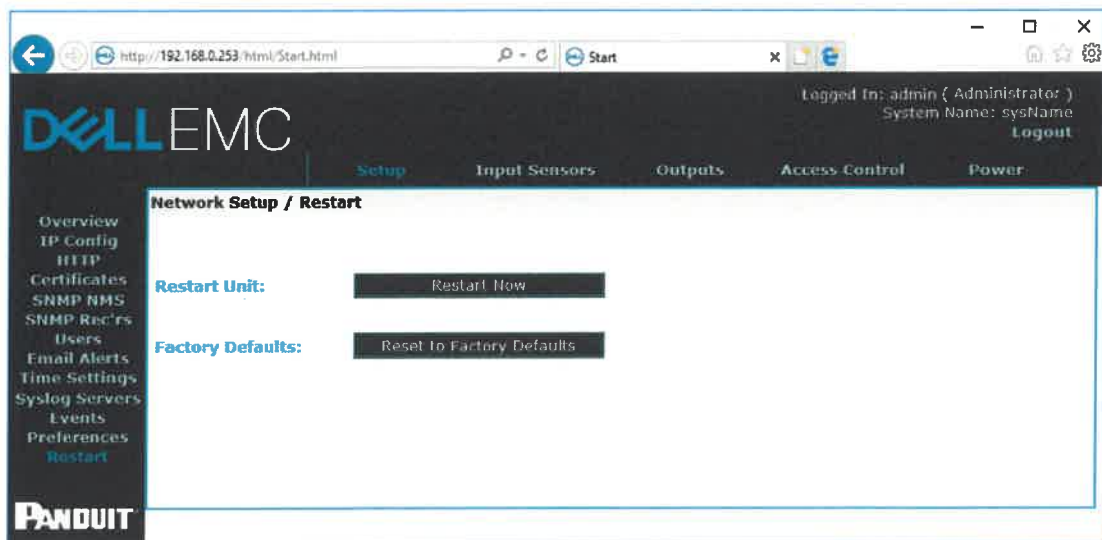 http://192.168.0.253/html/Start.html
Start
Logged In: admin ( Administrator )
System Name: sysName
Logout
DELLEMC
Setup Input Sensors Outputs Access Control Power
Network Setup / Restart
Overview
IP Config
HTTP
Certificates
SNMP NMS
SNMP Rec'rs
Users
Email Alerts
Time Settings
Syslog Servers
Events
Preferences
Restart
Restart Unit: Restart Now
Factory Defaults: Reset to Factory Defaults
PANDUIT